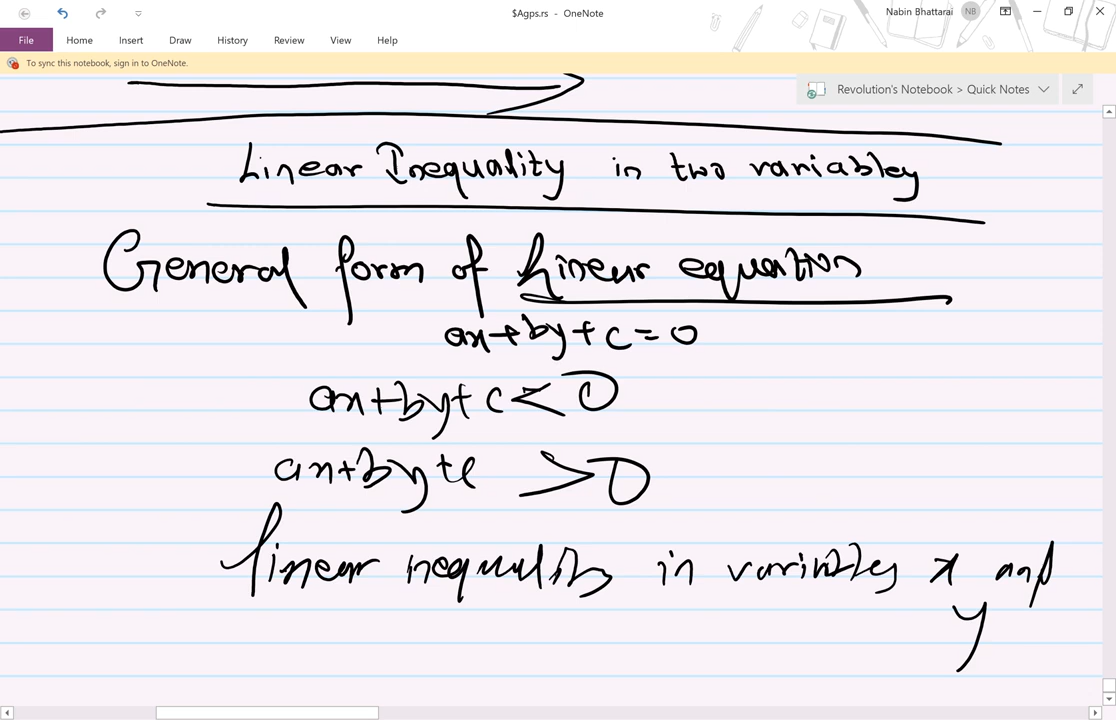 $Agps.rs - OneNote
Nabin Bhattarai NB
File Home Insert Draw History Review View Help
To sync this notebook, sign in to OneNote.
Revolution's Notebook > Quick Notes
Linear Inequality in two variables
General form of linear equation
ax+by+c=0
ax+by+c<0
ax+by+c >0
linear inequality in variables x and
y